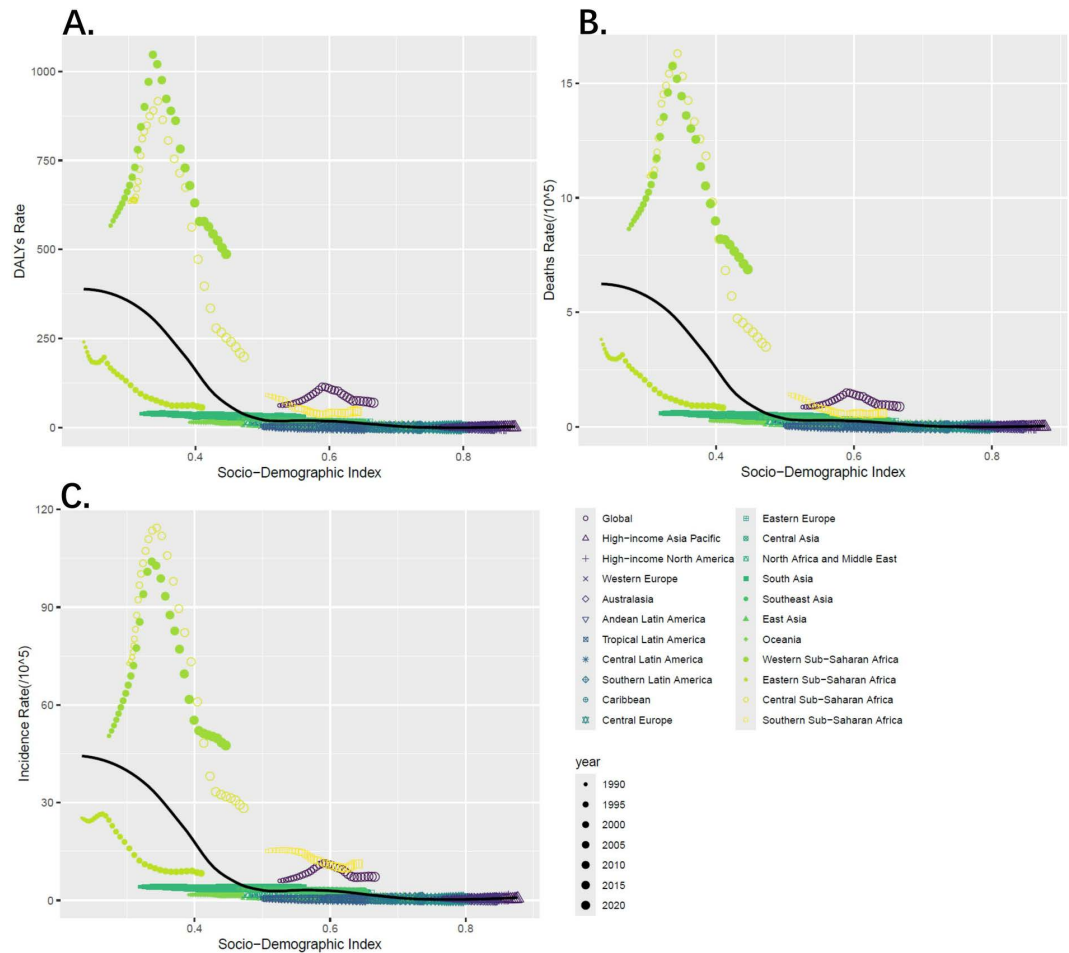 A.
DALYs Rate
1000
750
500
250
0
0.4
0.6
0.8
Socio−Demographic Index
B.
Deaths Rate(/10^5)
15
10
5
0
0.4
0.6
0.8
Socio−Demographic Index
C.
Incidence Rate(/10^5)
120
90
60
30
0
0.4
0.6
0.8
Socio−Demographic Index
Global
High−income Asia Pacific
High−income North America
Western Europe
Australasia
Andean Latin America
Tropical Latin America
Central Latin America
Southern Latin America
Caribbean
Central Europe
Eastern Europe
Central Asia
North Africa and Middle East
South Asia
Southeast Asia
East Asia
Oceania
Western Sub−Saharan Africa
Eastern Sub−Saharan Africa
Central Sub−Saharan Africa
Southern Sub−Saharan Africa
year
1990
1995
2000
2005
2010
2015
2020